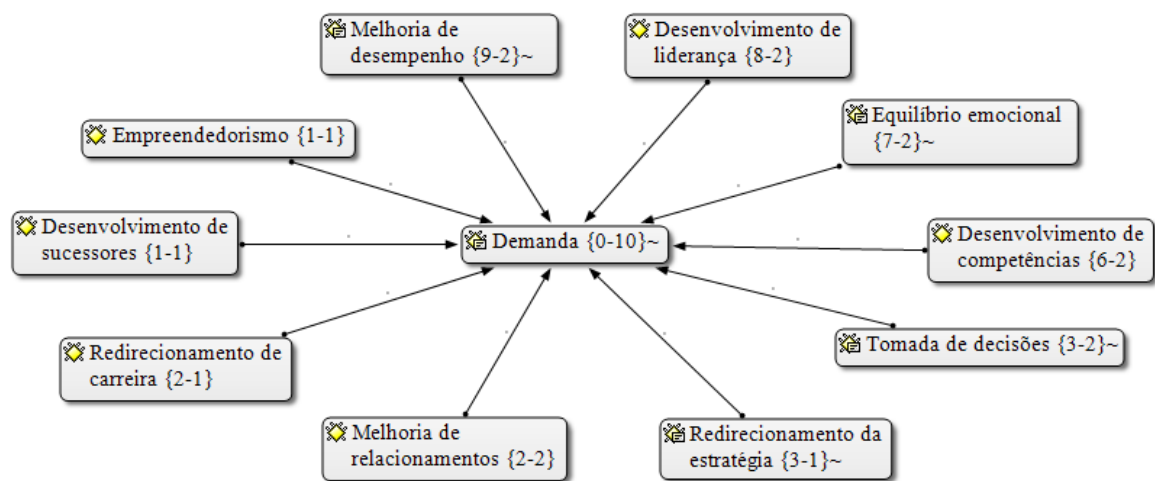 Melhoria de
desempenho {9-2}~
Desenvolvimento de
liderança {8-2}
Equilíbrio emocional
{7-2}~
Empreendedorismo {1-1}
Desenvolvimento de
sucessores {1-1}
Demanda {0-10}~
Desenvolvimento de
competências {6-2}
Redirecionamento de
carreira {2-1}
Tomada de decisões {3-2}~
Melhoria de
relacionamentos {2-2}
Redirecionamento da
estratégia {3-1}~